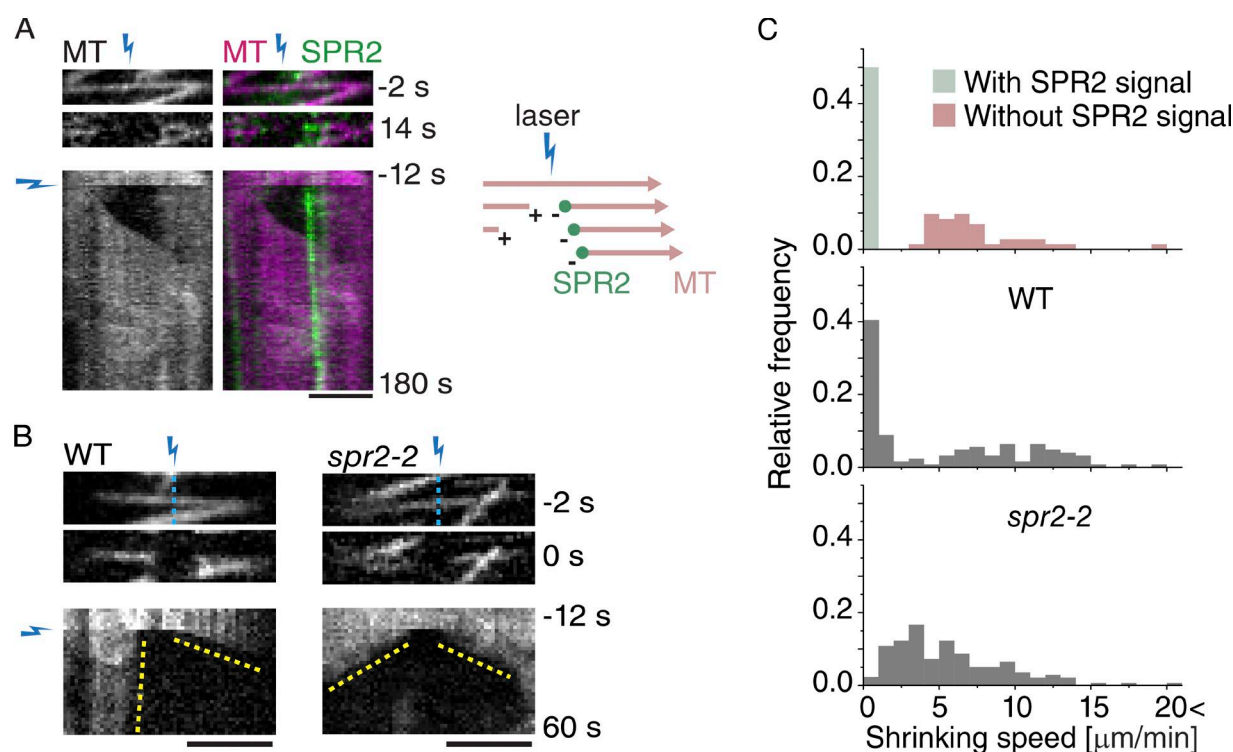 A
MT MT SPR2
-2 s
14 s
-12 s
180 s
laser
+ -
+ -
-
SPR2 MT
B
WT spr2-2
-2 s
0 s
-12 s
60 s
C
With SPR2 signal
Without SPR2 signal
0.4
0.2
0.0
WT
0.4
0.2
0.0
spr2-2
0.4
0.2
0.0
Relative frequency
0 5 10 15 20<
Shrinking speed [µm/min]